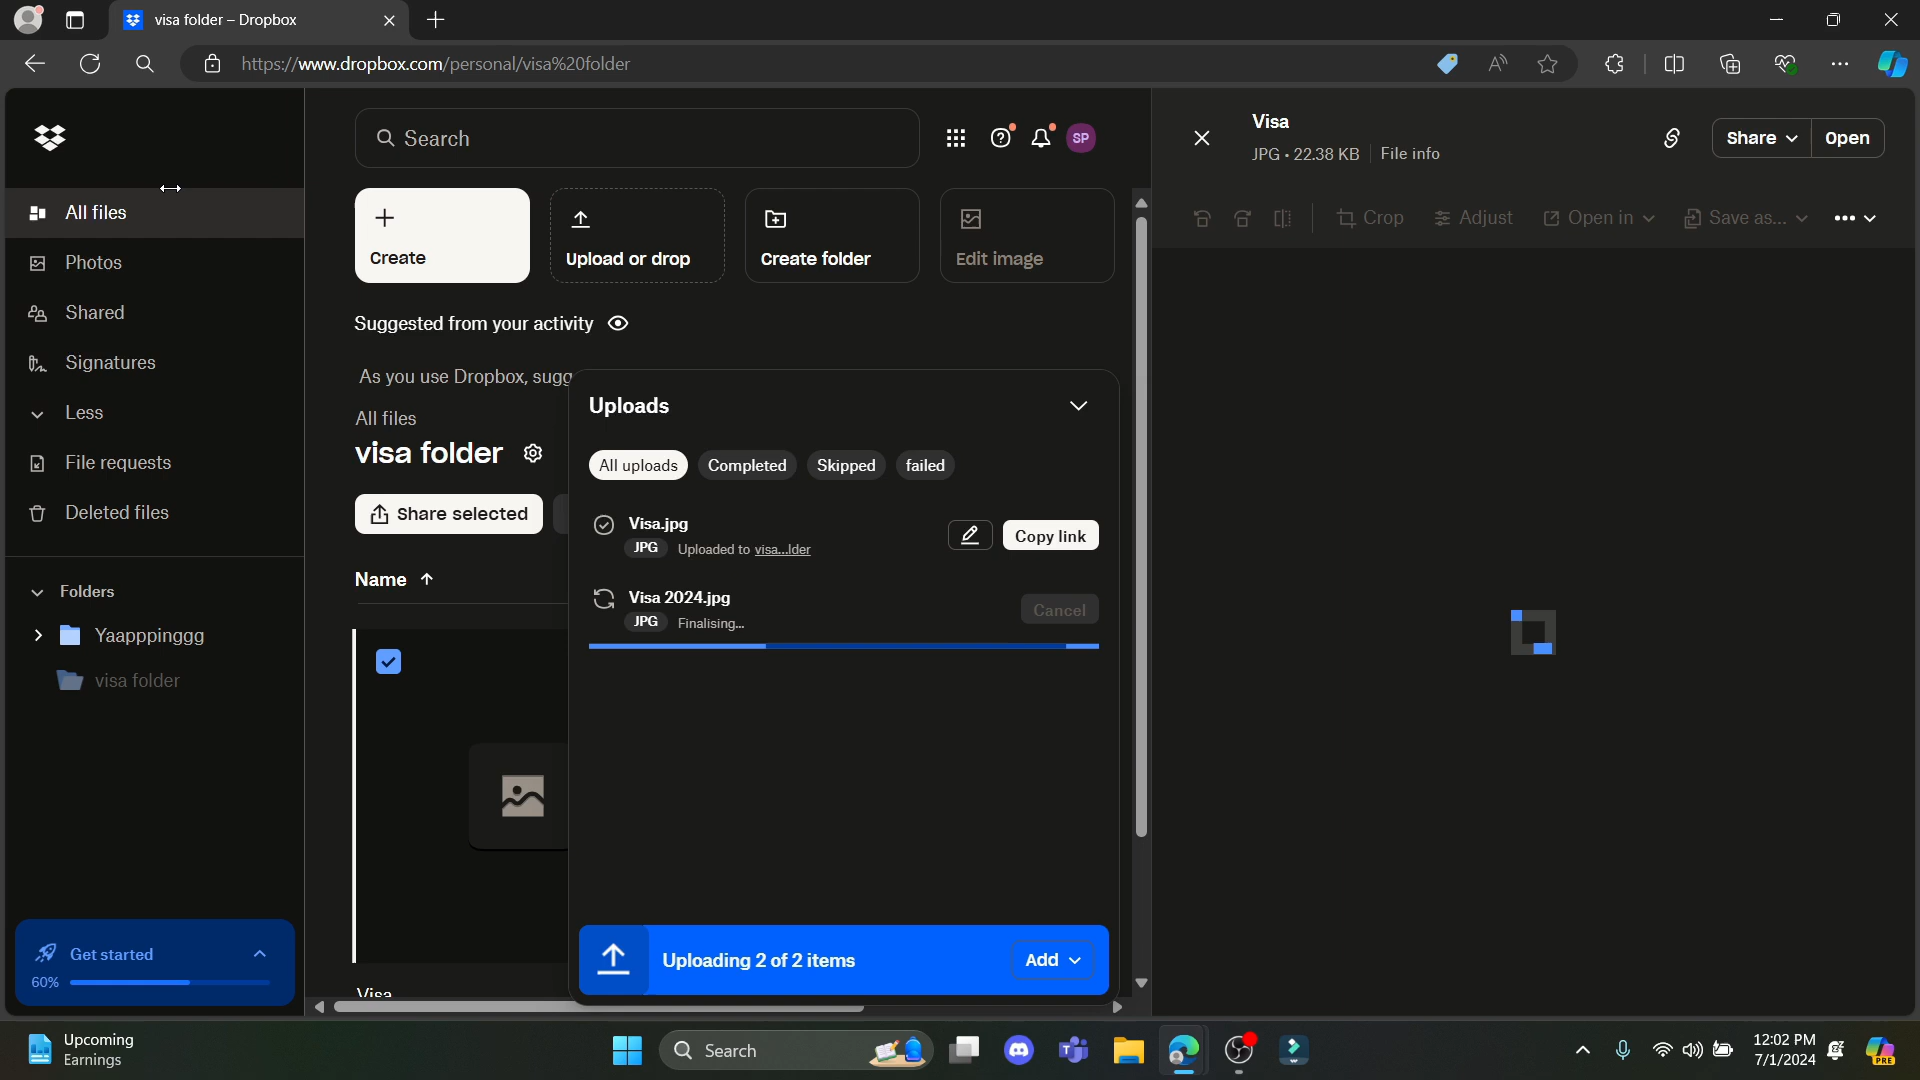 visa folder – Dropbox
https://www.dropbox.com/personal/visa%20folder
Search
SP
Visa
JPG • 22.38 KB
File info
Share
Open
All files
Photos
Shared
Signatures
Less
File requests
Deleted files
Folders
Yaapppinggg
visa folder
Get started
60%
Create
Upload or drop
Create folder
Edit image
Crop
Adjust
Open in
Save as...
Suggested from your activity
As you use Dropbox, sugg
All files
visa folder
Share selected
Name
Visa
Uploads
All uploads
Completed
Skipped
failed
Visa.jpg
JPG
Uploaded to visa...lder
Copy link
Visa 2024.jpg
JPG
Finalising...
Cancel
Uploading 2 of 2 items
Add
Upcoming
Earnings
Search
12:02 PM
7/1/2024
PRE